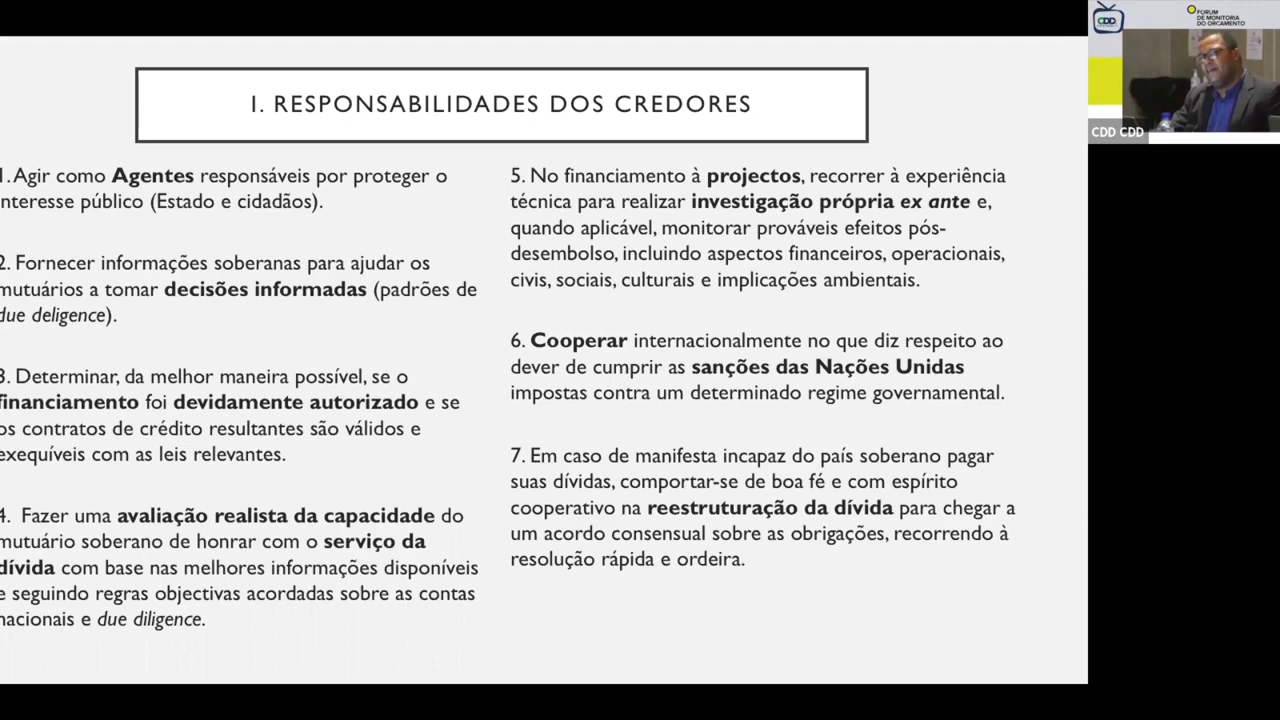 I. RESPONSABILIDADES DOS CREDORES
1. Agir como Agentes responsáveis por proteger o
interesse público (Estado e cidadãos).
2. Fornecer informações soberanas para ajudar os
mutuários a tomar decisões informadas (padrões de
due deligence).
3. Determinar, da melhor maneira possível, se o
financiamento foi devidamente autorizado e se
os contratos de crédito resultantes são válidos e
exequíveis com as leis relevantes.
4. Fazer uma avaliação realista da capacidade do
mutuário soberano de honrar com o serviço da
dívida com base nas melhores informações disponíveis
e seguindo regras objectivas acordadas sobre as contas
nacionais e due diligence.
5. No financiamento à projectos, recorrer à experiência
técnica para realizar investigação própria ex ante e,
quando aplicável, monitorar prováveis efeitos pós-
desembolso, incluindo aspectos financeiros, operacionais,
civis, sociais, culturais e implicações ambientais.
6. Cooperar internacionalmente no que diz respeito ao
dever de cumprir as sanções das Nações Unidas
impostas contra um determinado regime governamental.
7. Em caso de manifesta incapaz do país soberano pagar
suas dívidas, comportar-se de boa fé e com espírito
cooperativo na reestruturação da dívida para chegar a
um acordo consensual sobre as obrigações, recorrendo à
resolução rápida e ordeira.
CDD
FORUM
DE MONITORIA
DO ORÇAMENTO
CDD CDD